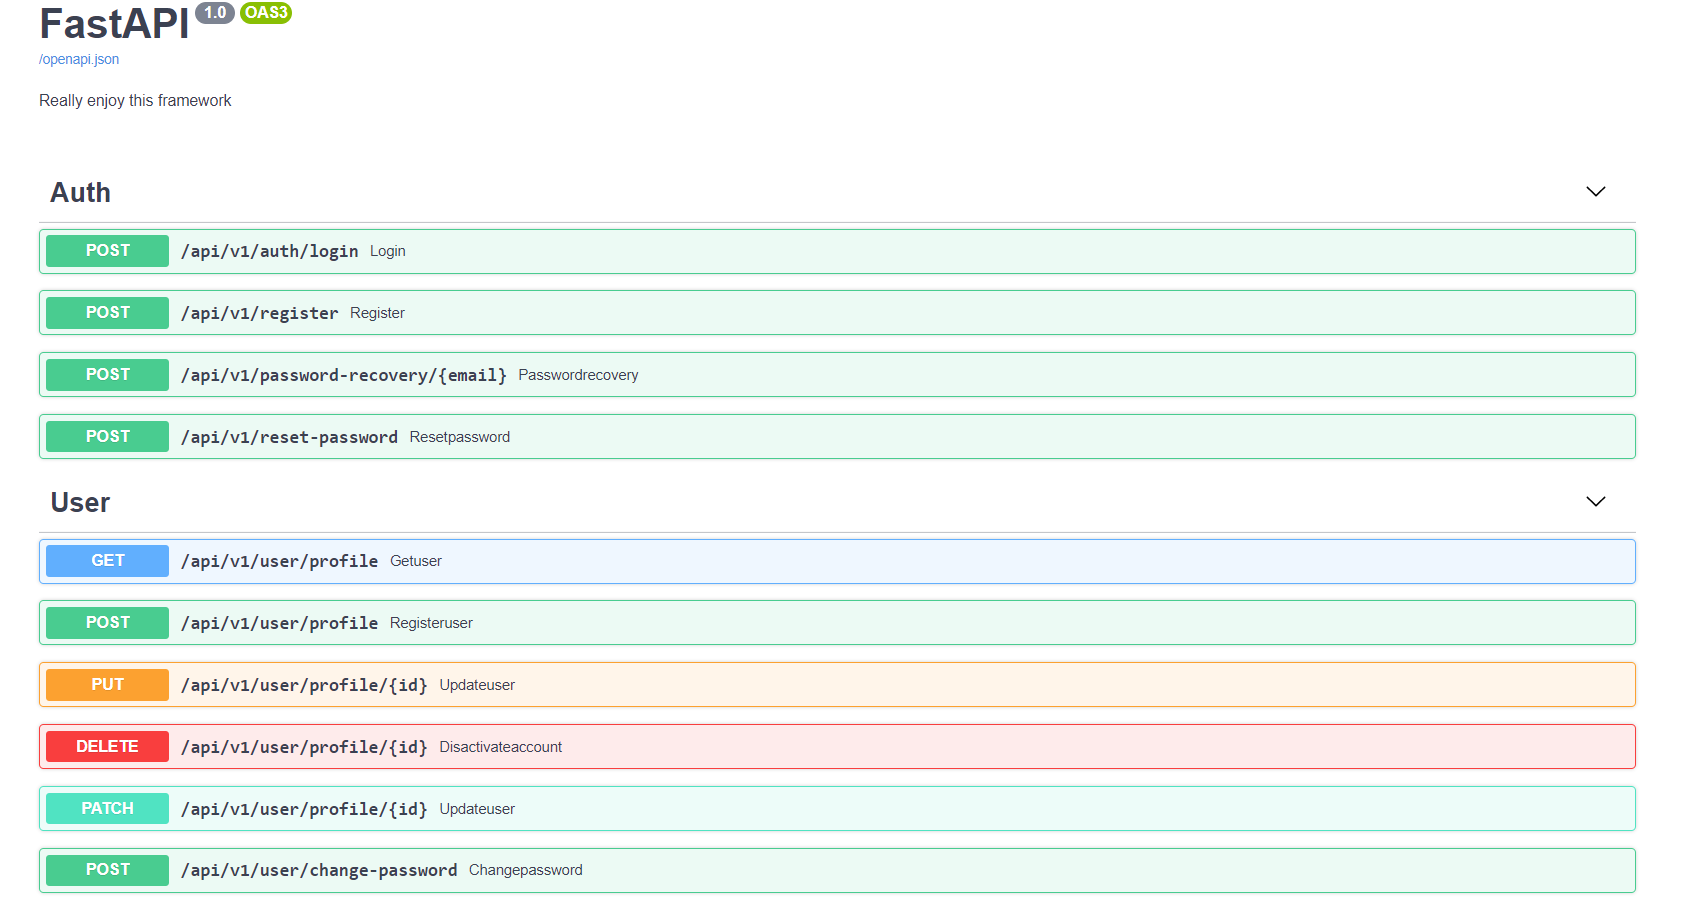 FastAPI 1.0 OAS3
/openapi.json
Really enjoy this framework
Auth
POST /api/v1/auth/login Login
POST /api/v1/register Register
POST /api/v1/password-recovery/{email} Passwordrecovery
POST /api/v1/reset-password Resetpassword
User
GET /api/v1/user/profile Getuser
POST /api/v1/user/profile Registeruser
PUT /api/v1/user/profile/{id} Updateuser
DELETE /api/v1/user/profile/{id} Disactivateaccount
PATCH /api/v1/user/profile/{id} Updateuser
POST /api/v1/user/change-password Changepassword